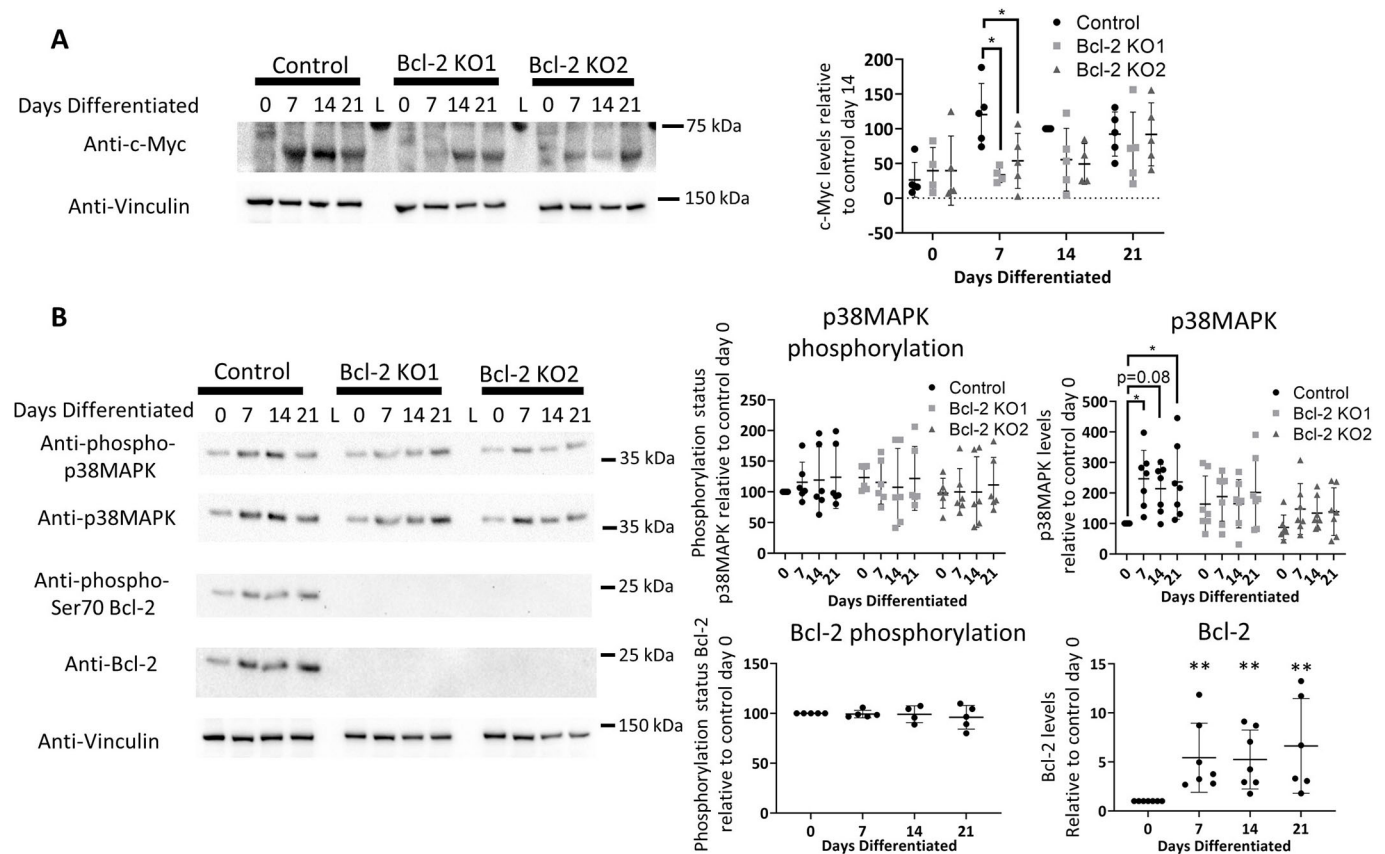 A
Control
Bcl-2 KO1
Bcl-2 KO2
Days Differentiated
0 7 14 21 L 0 7 14 21 L 0 7 14 21
Anti-c-Myc
75 kDa
Anti-Vinculin
150 kDa
c-Myc levels relative
to control day 14
200
150
100
50
0
-50
* *
Control
Bcl-2 KO1
Bcl-2 KO2
0 7 14 21
Days Differentiated
B
Control
Bcl-2 KO1
Bcl-2 KO2
Days Differentiated
0 7 14 21 L 0 7 14 21 L 0 7 14 21
Anti-phospho-
p38MAPK
35 kDa
Anti-p38MAPK
35 kDa
Anti-phospho-
Ser70 Bcl-2
25 kDa
Anti-Bcl-2
25 kDa
Anti-Vinculin
150 kDa
p38MAPK
phosphorylation
Phosphorylation status
p38MAPK relative to control day 0
250
200
150
100
50
0
Control
Bcl-2 KO1
Bcl-2 KO2
0 7 14 21 0 7 14 21 0 7 14 21
Days Differentiated
p38MAPK
p38MAPK levels
relative to control day 0
500
400
300
200
100
0
*
p=0.08
*
Control
Bcl-2 KO1
Bcl-2 KO2
0 7 14 21 0 7 14 21 0 7 14 21
Days Differentiated
Bcl-2 phosphorylation
Phosphorylation status Bcl-2
relative to control day 0
150
100
50
0
0 7 14 21
Days Differentiated
Bcl-2
Bcl-2 levels
Relative to control day 0
15
10
5
0
** ** **
0 7 14 21
Days Differentiated